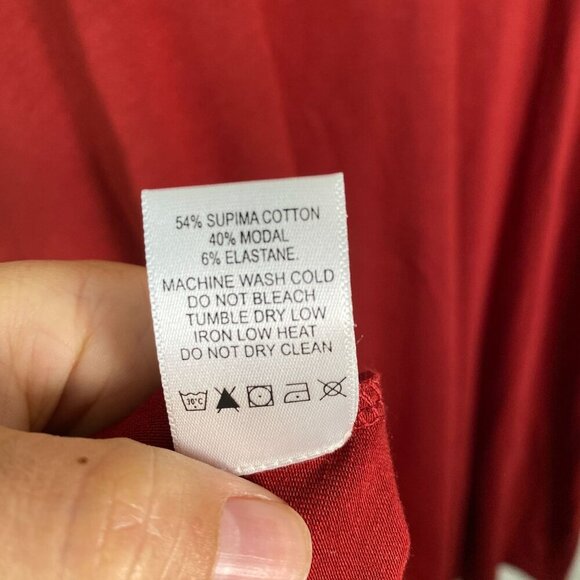 54% SUPIMA COTTON
40% MODAL
6% ELASTANE.
MACHINE WASH COLD
DO NOT BLEACH
TUMBLE DRY LOW
IRON LOW HEAT
DO NOT DRY CLEAN
30°C